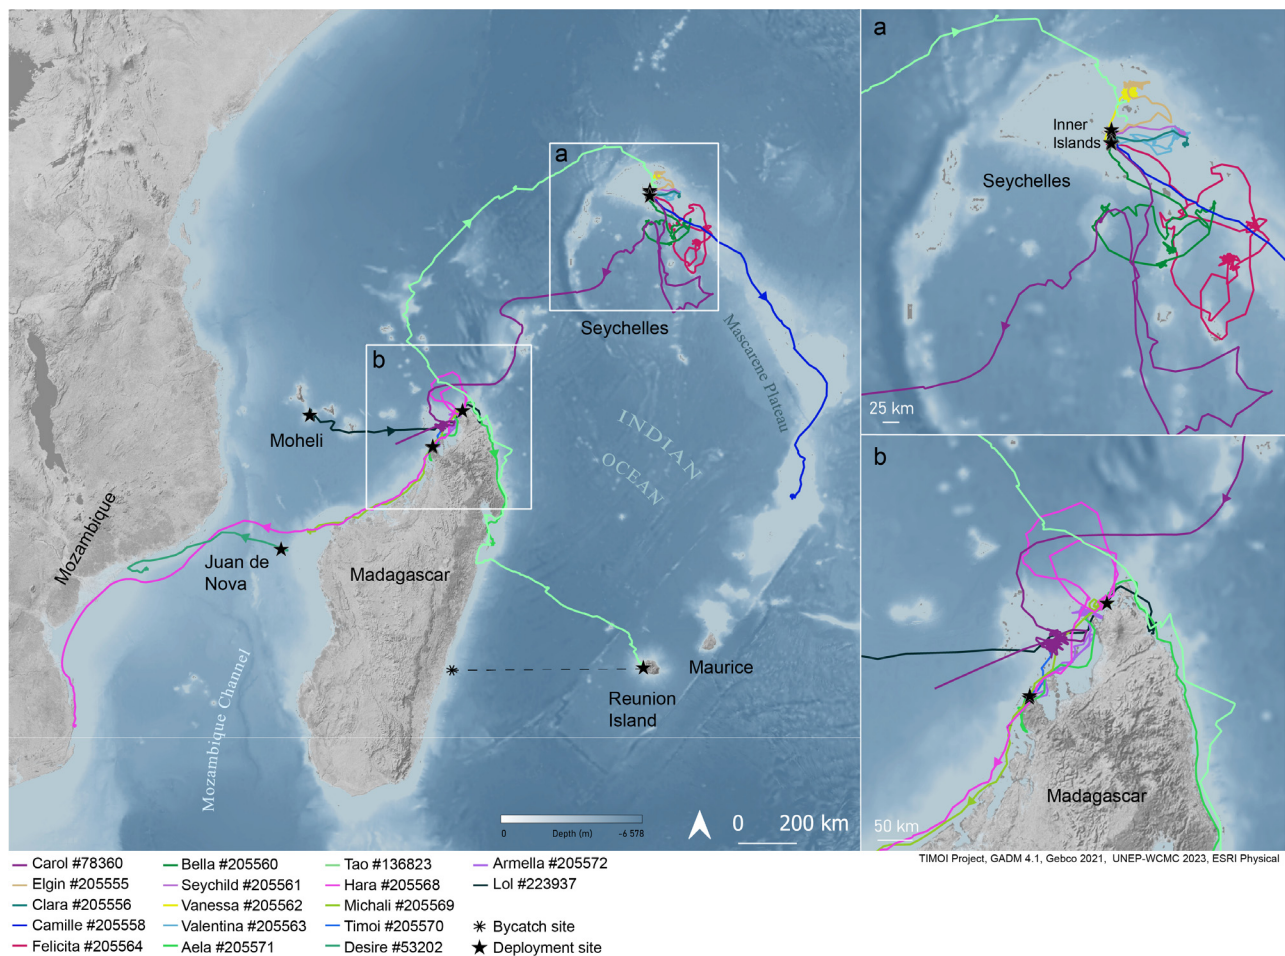 a
Seychelles
Mascarene Plateau
b
INDIAN
OCEAN
Moheli
Mozambique
Juan de
Nova
Madagascar
Maurice
Reunion
Island
Mozambique Channel
0
Depth (m)
-6 578
0
200 km
a
Inner
Islands
Seychelles
25 km
b
Madagascar
50 km
TIMOI Project, GADM 4.1, Gebco 2021, UNEP-WCMC 2023, ESRI Physical
Carol #78360
Elgin #205555
Clara #205556
Camille #205558
Felicita #205564
Bella #205560
Seychild #205561
Vanessa #205562
Valentina #205563
Aela #205571
Tao #136823
Hara #205568
Michali #205569
Timoi #205570
Desire #53202
Armella #205572
Lol #223937
Bycatch site
Deployment site